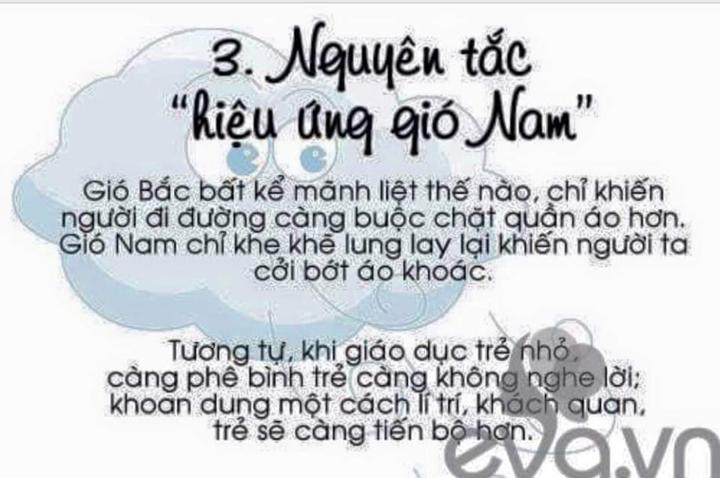 3. Nguyên tắc
“hiệu ứng gió Nam”
Gió Bắc bất kể mãnh liệt thế nào, chỉ khiến
người đi đường càng buộc chặt quần áo hơn.
Gió Nam chỉ khe khẽ lung lay lại khiến người ta
cởi bớt áo khoác.
Tương tự, khi giáo dục trẻ nhỏ,
càng phê bình trẻ càng không nghe lời;
khoan dung một cách lí trí, khách quan,
trẻ sẽ càng tiến bộ hơn.
eva.vn